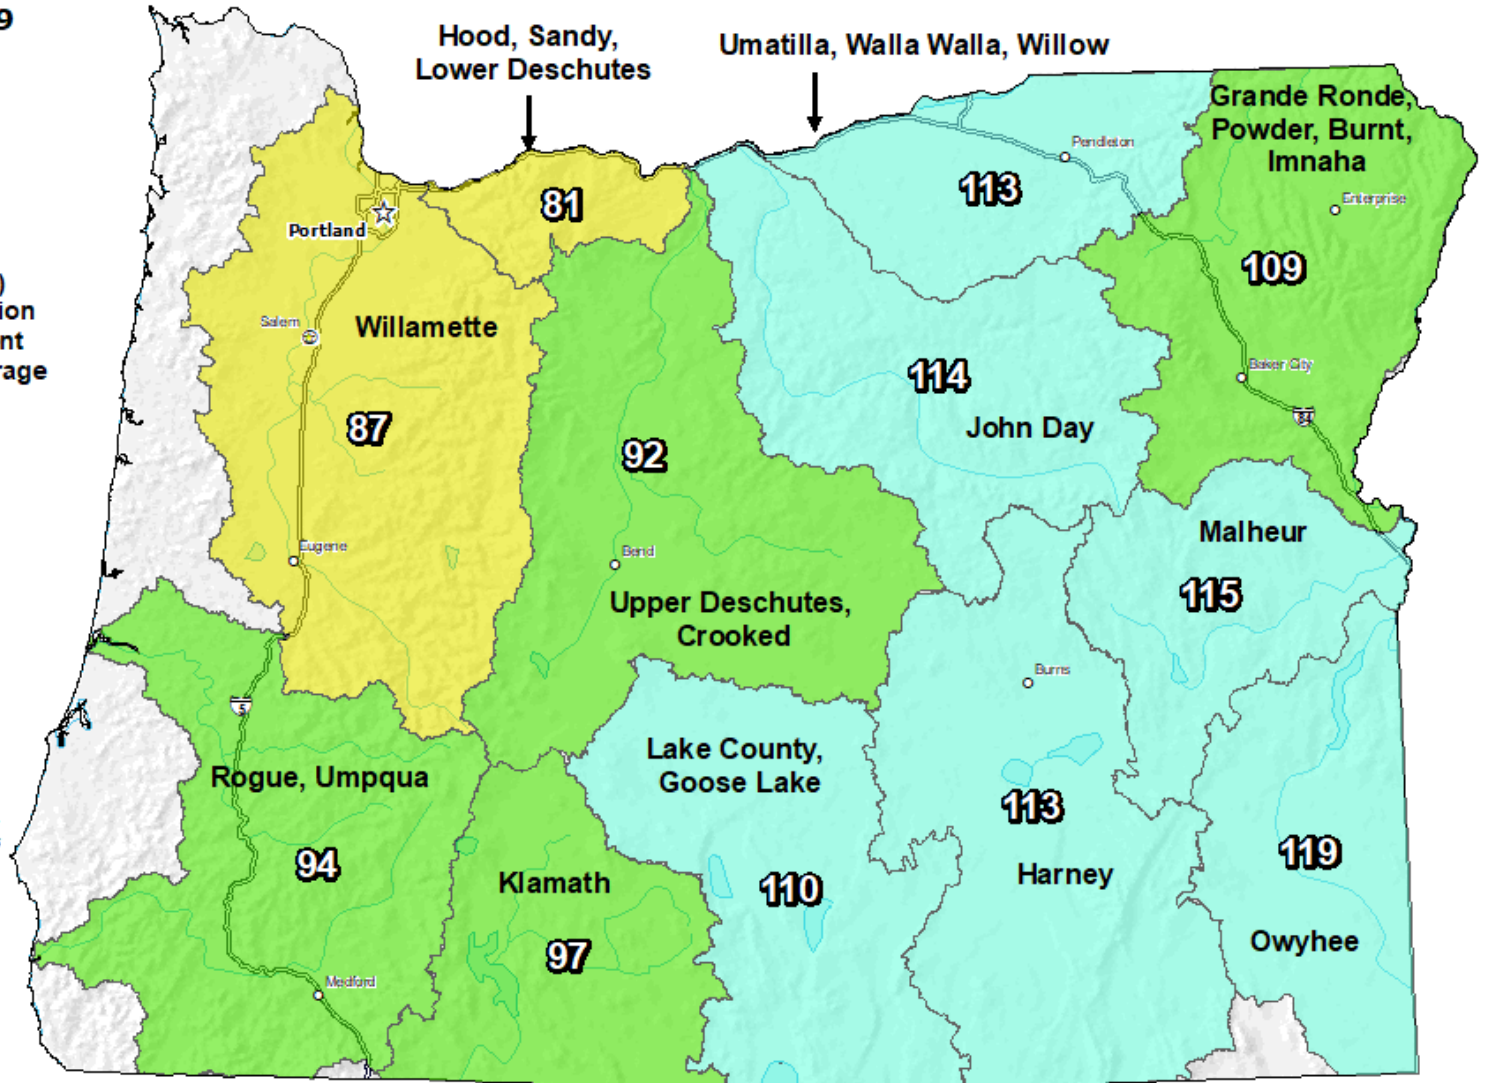 9
Hood, Sandy,
Lower Deschutes
Umatilla, Walla Walla, Willow
Grande Ronde,
Powder, Burnt,
Imnaha
Pendleton
113
81
Enterprise
Portland
109
)
ion
nt
rage
Salem
Willamette
Baker City
114
84
87
John Day
92
Malheur
Eugene
Bend
115
Upper Deschutes,
Crooked
Burns
5
Lake County,
Goose Lake
Rogue, Umpqua
113
94
Klamath
110
Harney
119
97
Owyhee
Medford